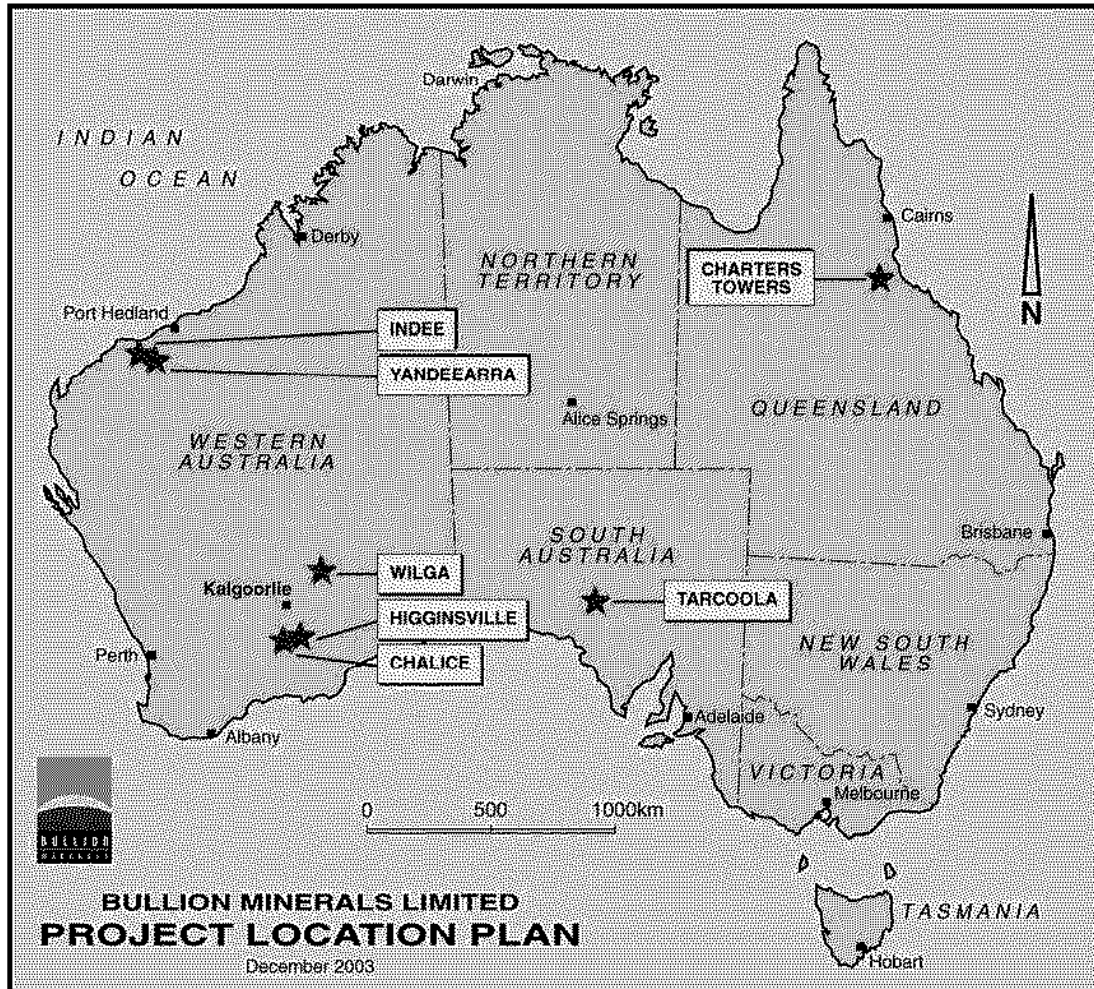 Darwin
INDIAN
OCEAN
Cairns
Derby
NORTHERN
TERRITORY
CHARTERS
TOWERS
N
Port Hedland
INDEE
YANDEEARRA
Alice Springs
QUEENSLAND
WESTERN
AUSTRALIA
SOUTH
AUSTRALIA
Brisbane
WILGA
Kalgoorlie
TARCOOLA
HIGGINSVILLE
CHALICE
Perth
NEW SOUTH
WALES
Adelaide
Sydney
Albany
VICTORIA
Melbourne
0 500 1000km
BULLION
MINERALS
BULLION MINERALS LIMITED
PROJECT LOCATION PLAN
December 2003
TASMANIA
Hobart